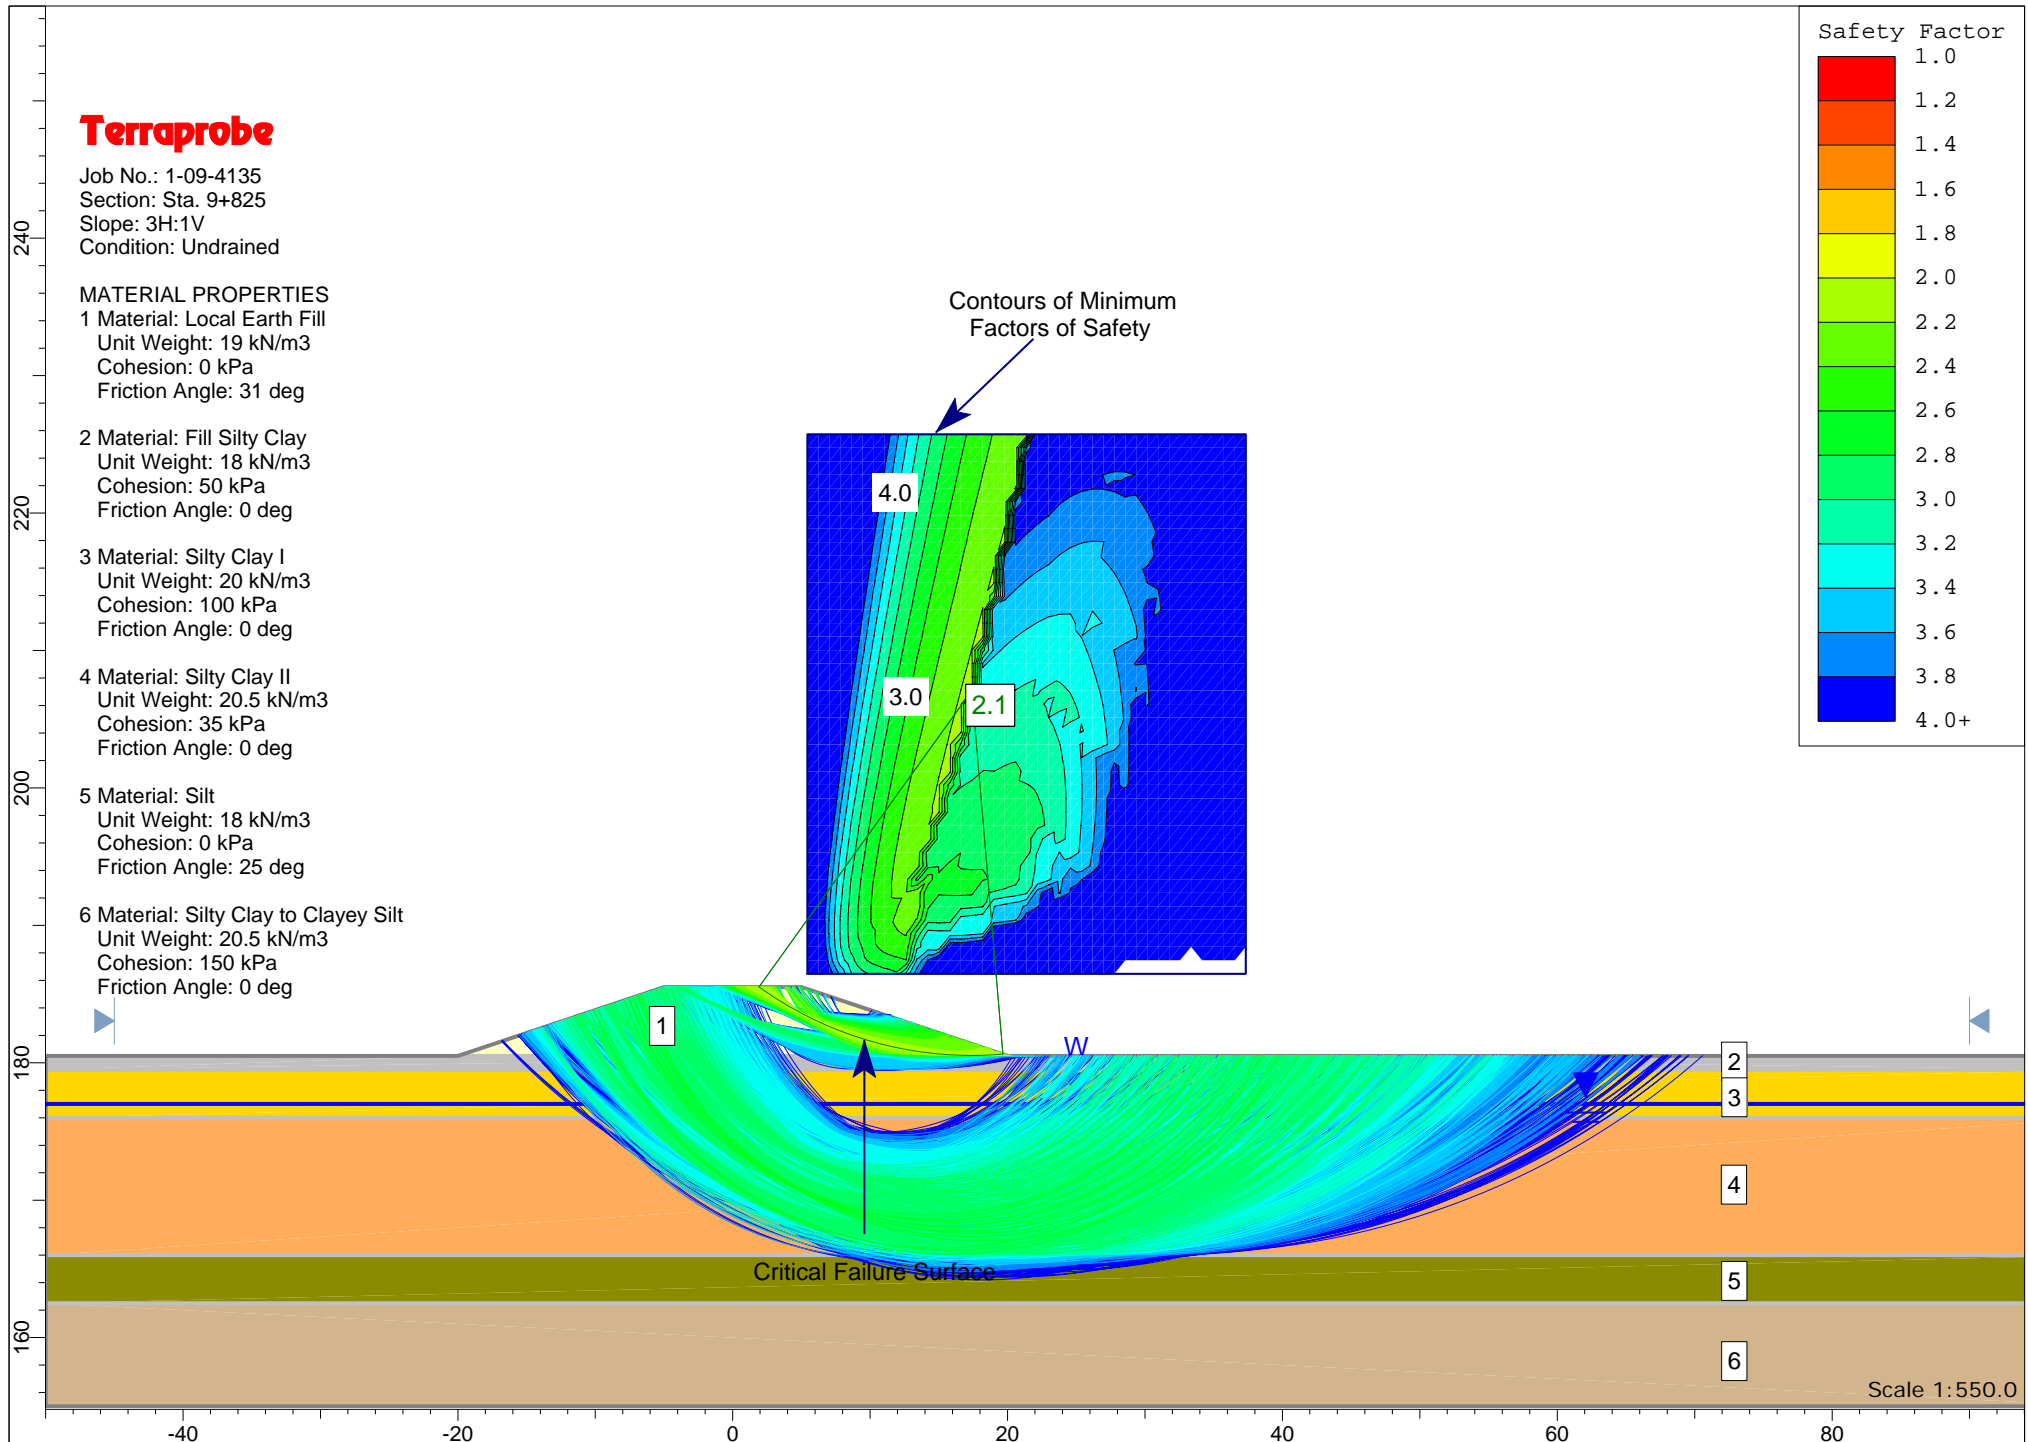 Terraprobe
Job No.: 1-09-4135
Section: Sta. 9+825
Slope: 3H:1V
Condition: Undrained
MATERIAL PROPERTIES
1 Material: Local Earth Fill
Unit Weight: 19 kN/m3
Cohesion: 0 kPa
Friction Angle: 31 deg
2 Material: Fill Silty Clay
Unit Weight: 18 kN/m3
Cohesion: 50 kPa
Friction Angle: 0 deg
3 Material: Silty Clay I
Unit Weight: 20 kN/m3
Cohesion: 100 kPa
Friction Angle: 0 deg
4 Material: Silty Clay II
Unit Weight: 20.5 kN/m3
Cohesion: 35 kPa
Friction Angle: 0 deg
5 Material: Silt
Unit Weight: 18 kN/m3
Cohesion: 0 kPa
Friction Angle: 25 deg
6 Material: Silty Clay to Clayey Silt
Unit Weight: 20.5 kN/m3
Cohesion: 150 kPa
Friction Angle: 0 deg
Contours of Minimum
Factors of Safety
4.0
3.0
2.1
Safety Factor
1.0
1.2
1.4
1.6
1.8
2.0
2.2
2.4
2.6
2.8
3.0
3.2
3.4
3.6
3.8
4.0+
240
220
200
180
160
1
W
2
3
4
Critical Failure Surface
5
6
Scale 1:550.0
-40
-20
0
20
40
60
80